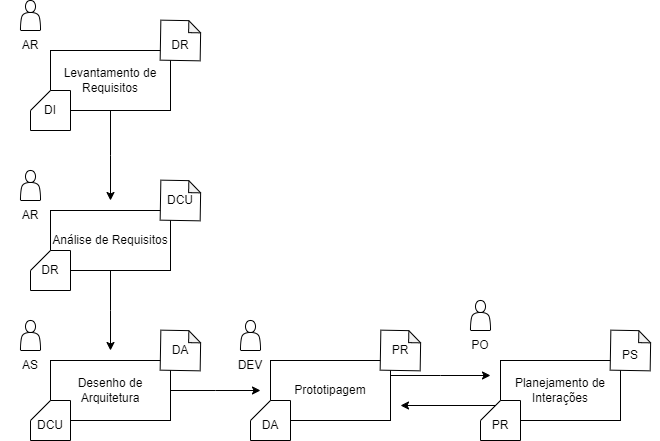 AR
DR
Levantamento de
Requisitos
DI
AR
DCU
Análise de Requisitos
DR
AS
DA
Desenho de
Arquitetura
DCU
DEV
PR
Prototipagem
DA
PO
PS
Planejamento de
Interações
PR